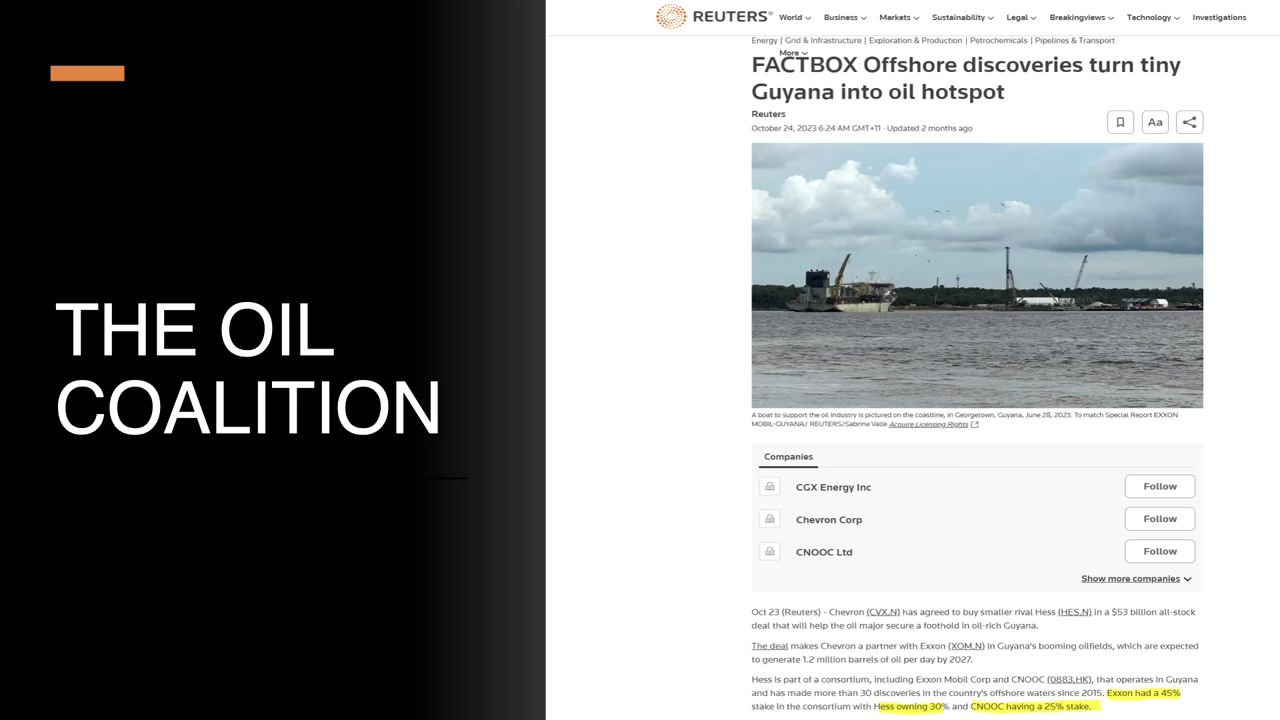 THE OIL
COALITION
REUTERS®
World Business Markets Sustainability Legal Breakingviews Technology Investigations
Energy | Grid & Infrastructure | Exploration & Production | Petrochemicals | Pipelines & Transport
More
FACTBOX Offshore discoveries turn tiny
Guyana into oil hotspot
Reuters
October 24, 2023 6:24 AM GMT+11 · Updated 2 months ago
Aa
A boat to support the oil industry is pictured on the coastline, in Georgetown, Guyana, June 28, 2023. To match Special Report EXXON
MOBIL-GUYANA/ REUTERS/Sabrina Valle Acquire Licensing Rights
Companies
CGX Energy Inc Follow
Chevron Corp Follow
CNOOC Ltd Follow
Show more companies
Oct 23 (Reuters) - Chevron (CVX.N) has agreed to buy smaller rival Hess (HES.N) in a $53 billion all-stock
deal that will help the oil major secure a foothold in oil-rich Guyana.
The deal makes Chevron a partner with Exxon (XOM.N) in Guyana's booming oilfields, which are expected
to generate 1.2 million barrels of oil per day by 2027.
Hess is part of a consortium, including Exxon Mobil Corp and CNOOC (0883.HK), that operates in Guyana
and has made more than 30 discoveries in the country's offshore waters since 2015. Exxon had a 45%
stake in the consortium with Hess owning 30% and CNOOC having a 25% stake.